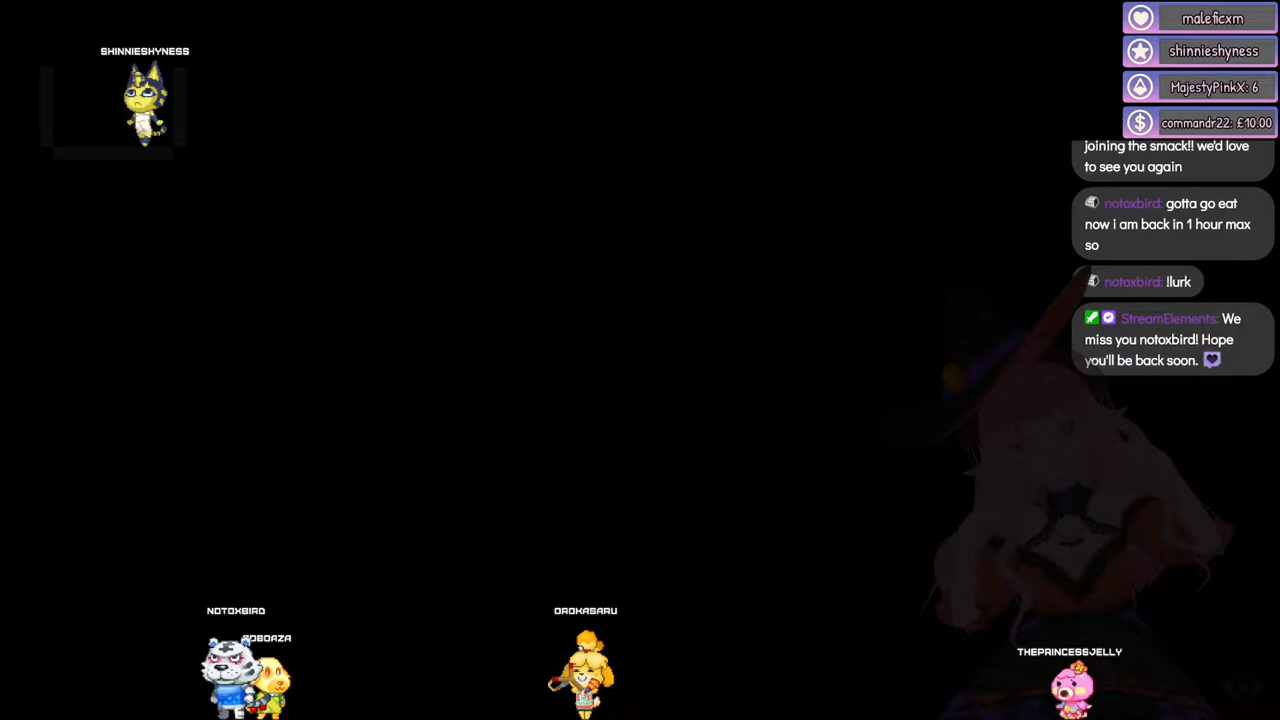 SHINNIESHYNESS
maleficxm
shinnieshyness
MajestyPinkX: 6
commandr22: £10.00
joining the smack!! we'd love
to see you again
notoxbird: gotta go eat
now i am back in 1 hour max
so
notoxbird: !lurk
StreamElements: We
miss you notoxbird! Hope
you'll be back soon.
NOTOXBIRD
OROKASARU
THEPRINCESSJELLY